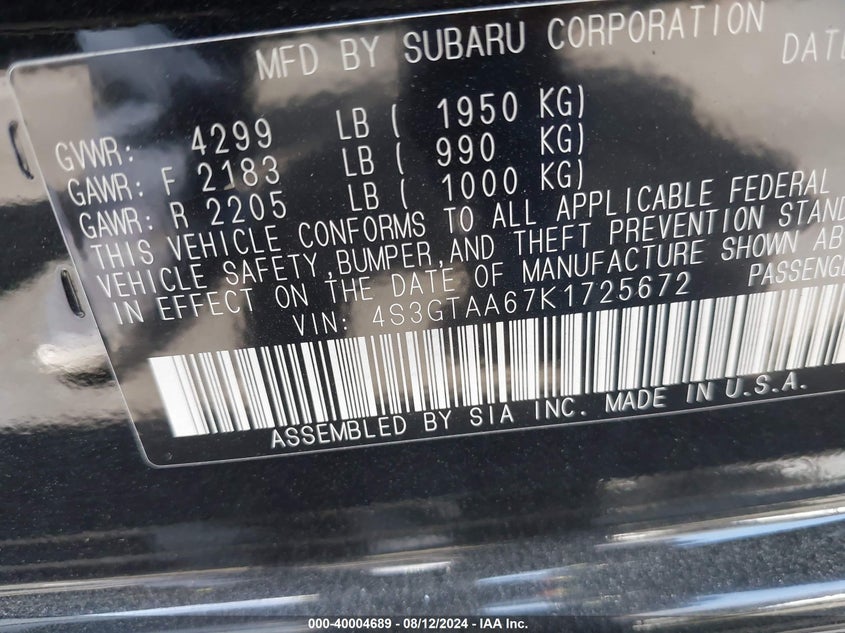 MFD BY SUBARU CORPORATION DATE
GVWR: 4299 LB ( 1950 KG)
GAWR: F 2183 LB ( 990 KG)
GAWR: R 2205 LB ( 1000 KG)
THIS VEHICLE CONFORMS TO ALL APPLICABLE FEDERAL
VEHICLE SAFETY,BUMPER,AND THEFT PREVENTION STAND
IN EFFECT ON THE DATE OF MANUFACTURE SHOWN AB
VIN: 4S3GTAA67K1725672 PASSENGE
ASSEMBLED BY SIA INC. MADE IN U.S.A.
000-40004689 - 08/12/2024 - IAA Inc.